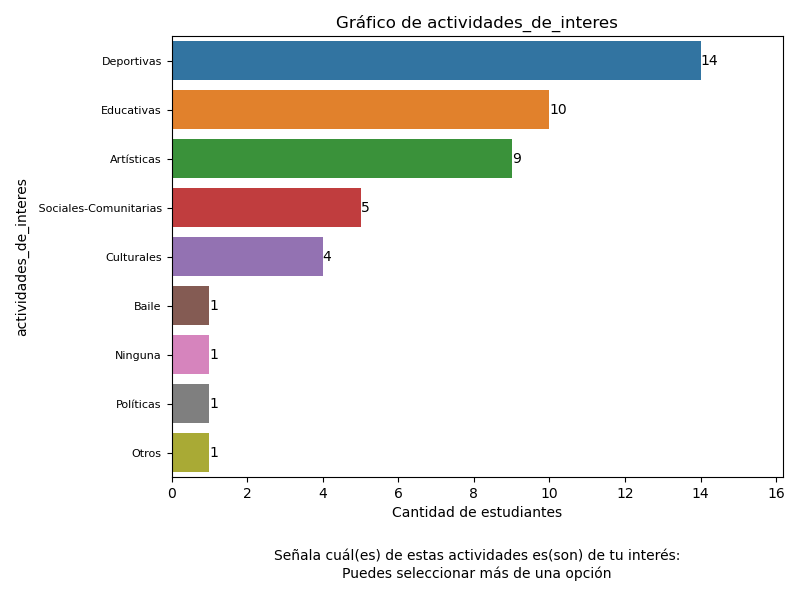 Gráfico de actividades_de_interes
Deportivas
14
Educativas
10
Artísticas
9
Sociales-Comunitarias
5
Culturales
4
Baile
1
Ninguna
1
Políticas
1
Otros
1
actividades_de_interes
0 2 4 6 8 10 12 14 16
Cantidad de estudiantes
Señala cuál(es) de estas actividades es(son) de tu interés:
Puedes seleccionar más de una opción